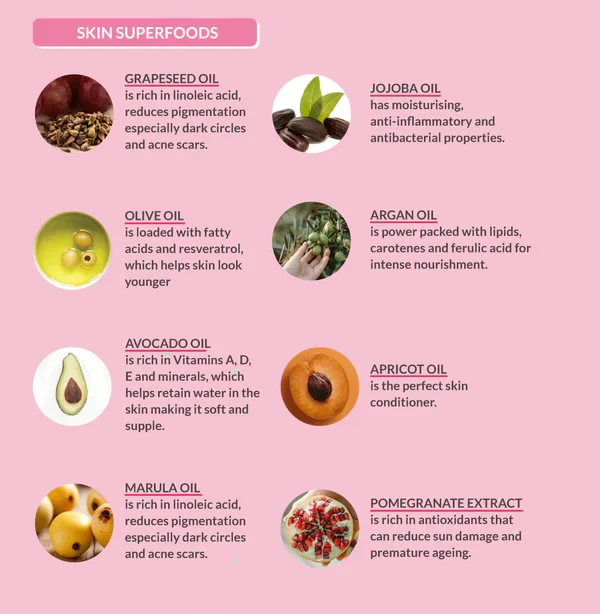 SKIN SUPERFOODS
GRAPESEED OIL
is rich in linoleic acid,
reduces pigmentation
especially dark circles
and acne scars.
JOJOBA OIL
has moisturising,
anti-inflammatory and
antibacterial properties.
OLIVE OIL
is loaded with fatty
acids and resveratrol,
which helps skin look
younger
ARGAN OIL
is power packed with lipids,
carotenes and ferulic acid for
intense nourishment.
AVOCADO OIL
is rich in Vitamins A, D,
E and minerals, which
helps retain water in the
skin making it soft and
supple.
APRICOT OIL
is the perfect skin
conditioner.
MARULA OIL
is rich in linoleic acid,
reduces pigmentation
especially dark circles
and acne scars.
POMEGRANATE EXTRACT
is rich in antioxidants that
can reduce sun damage and
premature ageing.